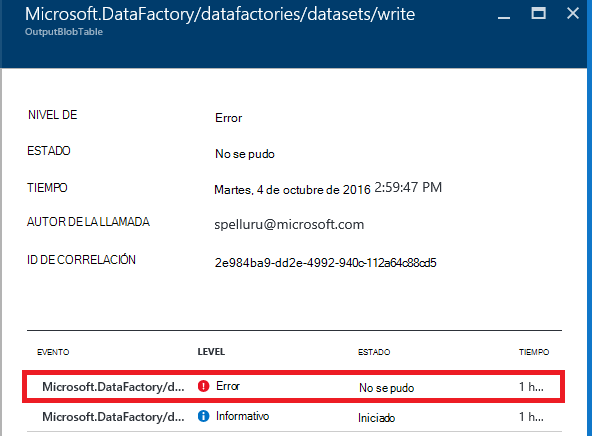 Microsoft.DataFactory/datafactories/datasets/write
OutputBlobTable
NIVEL DE Error
ESTADO No se pudo
TIEMPO Martes, 4 de octubre de 2016 2:59:47 PM
AUTOR DE LA LLAMADA spelluru@microsoft.com
ID DE CORRELACIÓN 2e984ba9-dd2e-4992-940c-112a64c88cd5
EVENTO LEVEL ESTADO TIEMPO
Microsoft.DataFactory/d... Error No se pudo 1 h...
Microsoft.DataFactory/d... Informativo Iniciado 1 h...